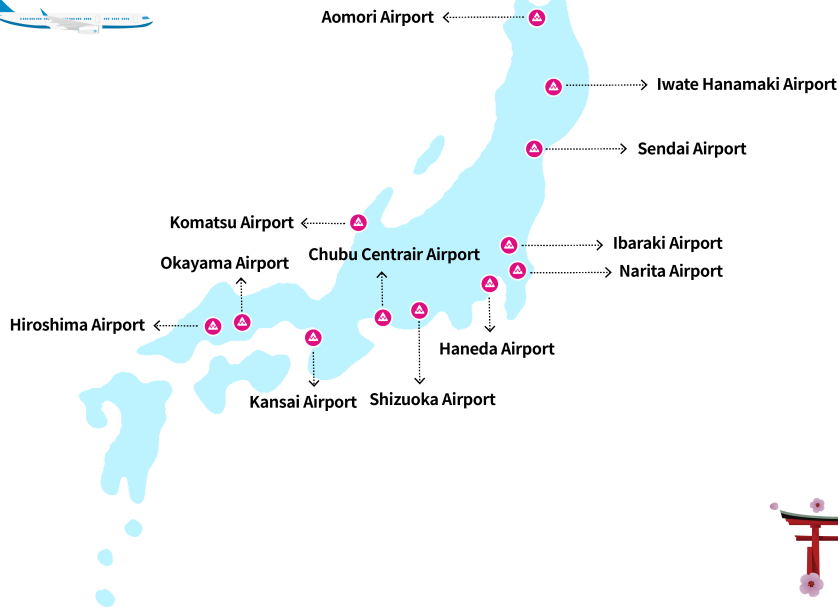 Aomori Airport
Iwate Hanamaki Airport
Sendai Airport
Komatsu Airport
Ibaraki Airport
Chubu Centrair Airport
Okayama Airport
Narita Airport
Hiroshima Airport
Haneda Airport
Kansai Airport
Shizuoka Airport